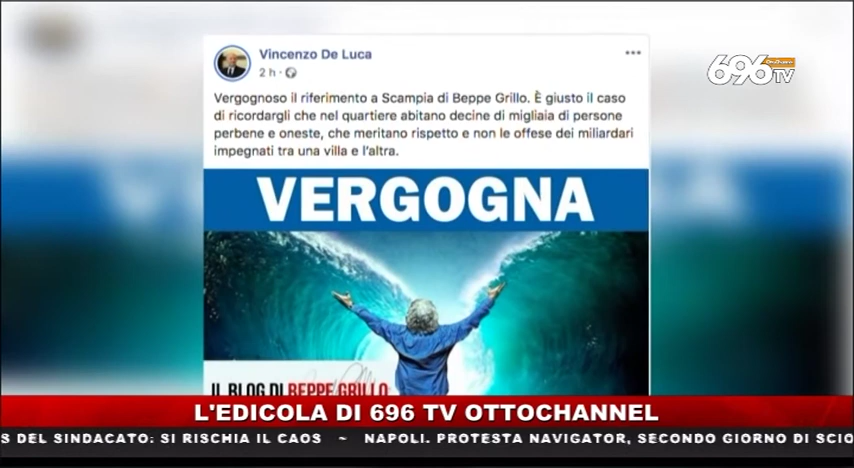 Vincenzo De Luca
2 h ·
696
TV
Vergognoso il riferimento a Scampia di Beppe Grillo. È giusto il caso
di ricordargli che nel quartiere abitano decine di migliaia di persone
perbene e oneste, che meritano rispetto e non le offese dei miliardari
impegnati tra una villa e l'altra.
VERGOGNA
IL BLOG DI BEPPE GRILLO
L'EDICOLA DI 696 TV OTTOCHANNEL
S DEL SINDACATO: SI RISCHIA IL CAOS ~ NAPOLI. PROTESTA NAVIGATOR, SECONDO GIORNO DI SCIO